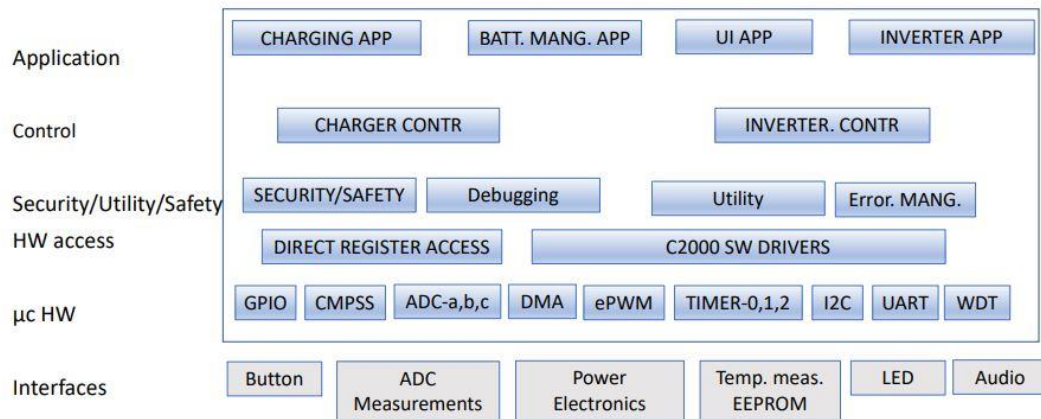 Application
CHARGING APP
BATT. MANG. APP
UI APP
INVERTER APP
Control
CHARGER CONTR
INVERTER. CONTR
Security/Utility/Safety
SECURITY/SAFETY
Debugging
Utility
Error. MANG.
HW access
DIRECT REGISTER ACCESS
C2000 SW DRIVERS
µc HW
GPIO
CMPSS
ADC-a,b,c
DMA
ePWM
TIMER-0,1,2
I2C
UART
WDT
Interfaces
Button
ADC
Measurements
Power
Electronics
Temp. meas.
EEPROM
LED
Audio